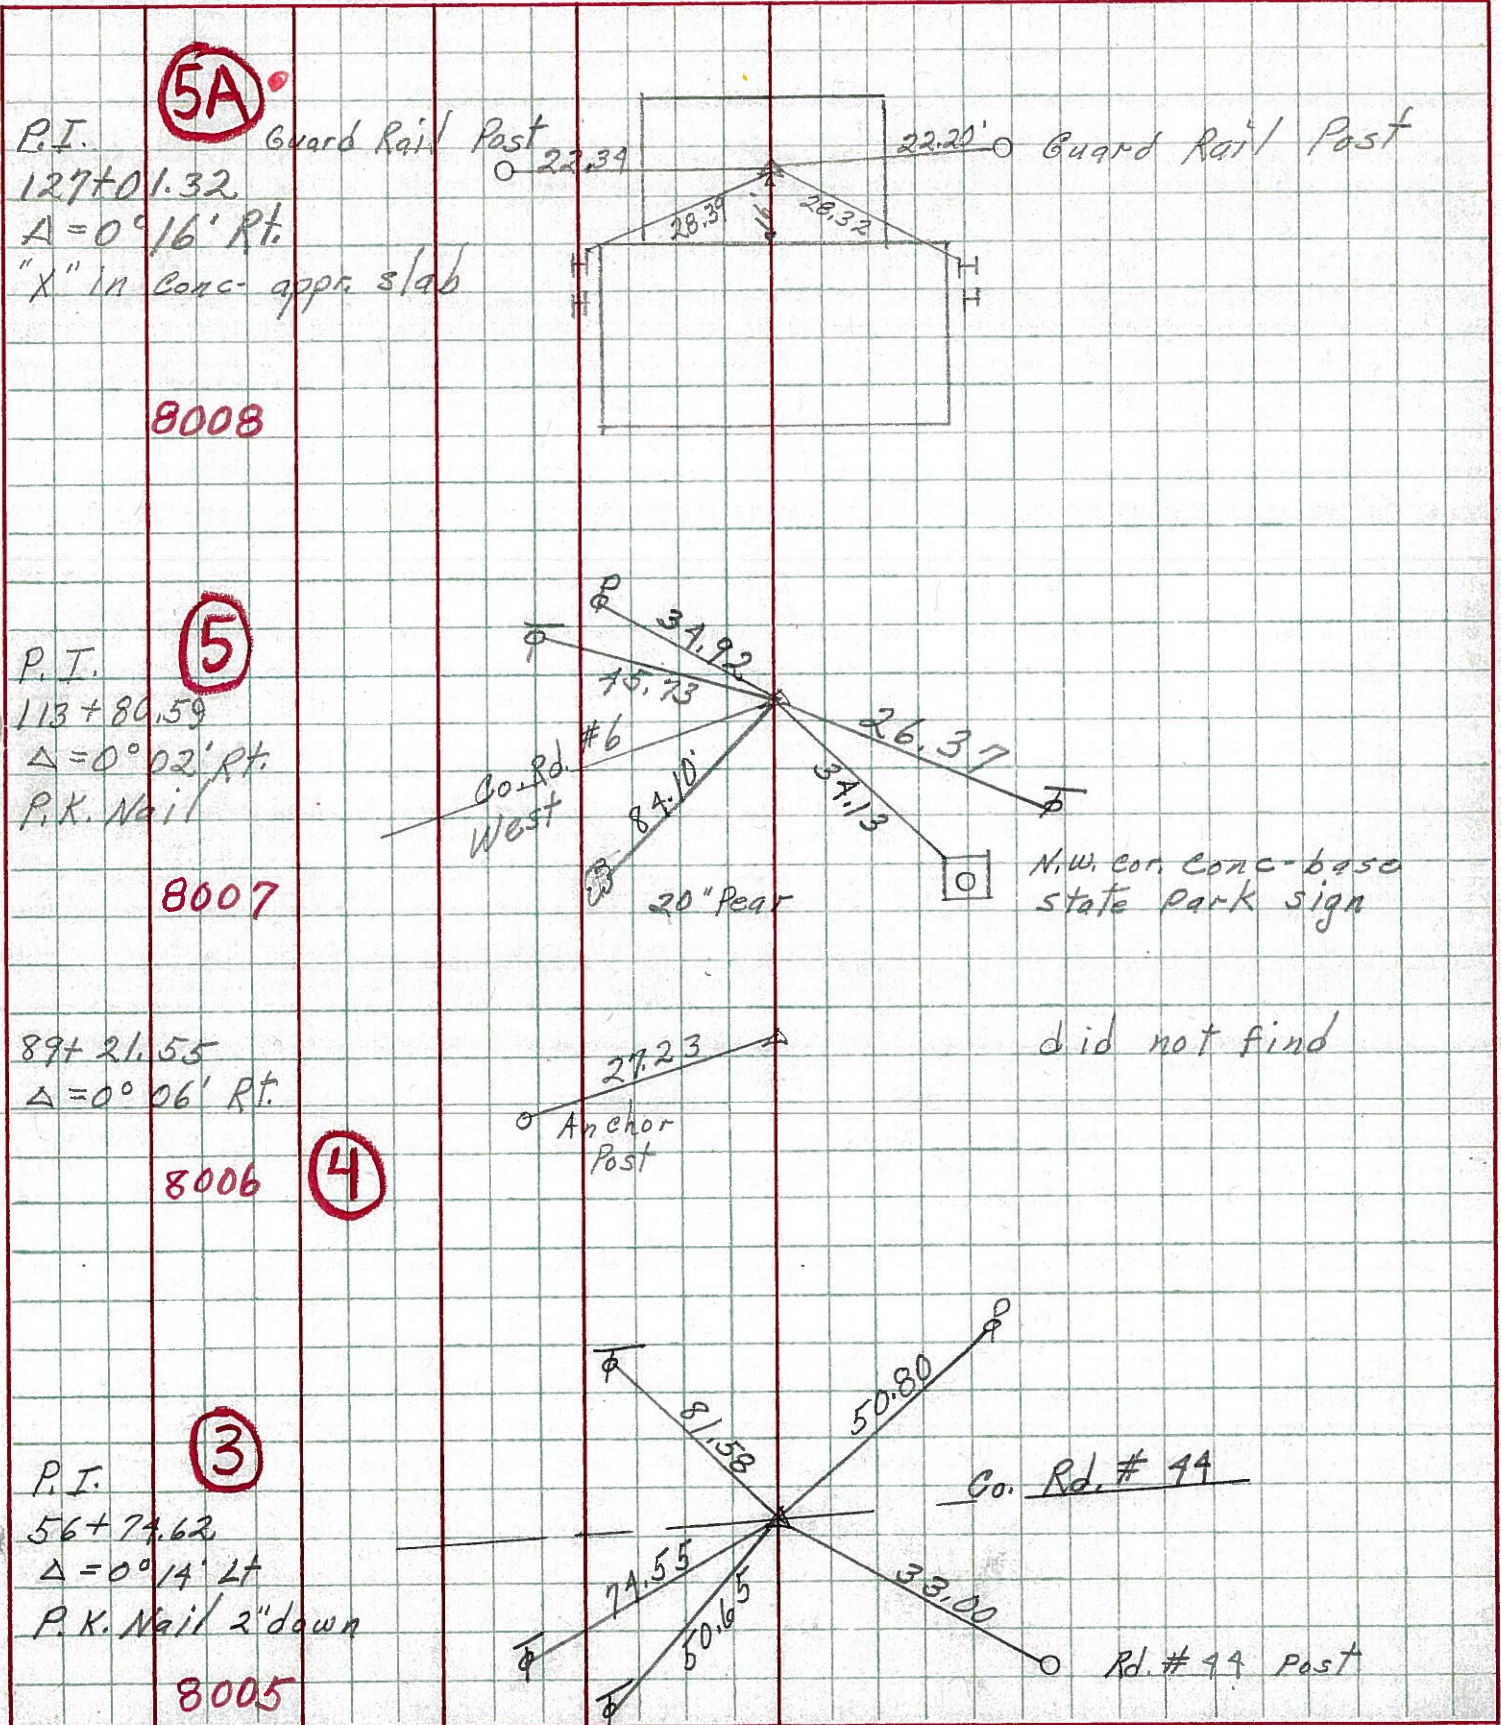 5A
P.I.
127+01.32
Δ = 0° 16' Rt.
"X" in conc- appr. slab
8008
Guard Rail Post
22.34
22.20'
Guard Rail Post
28.39
28.32
5
P.I.
113 + 80.59
Δ = 0° 02' Rt.
P.K. Nail
8007
34.92
45.73
Co. Rd. #6
West
84.10'
20" Pear
26.37
34.13
N.W. cor. conc-base
state Park sign
89+ 21.55
Δ = 0° 06' Rt.
8006
4
27.23
Anchor
Post
did not find
3
P.I.
56 + 74.62
Δ = 0° 14' Lt
P.K. Nail 2" down
8005
81.58
50.80
Co. Rd. # 44
74.55
50.65
33.00
Rd. # 44 Post